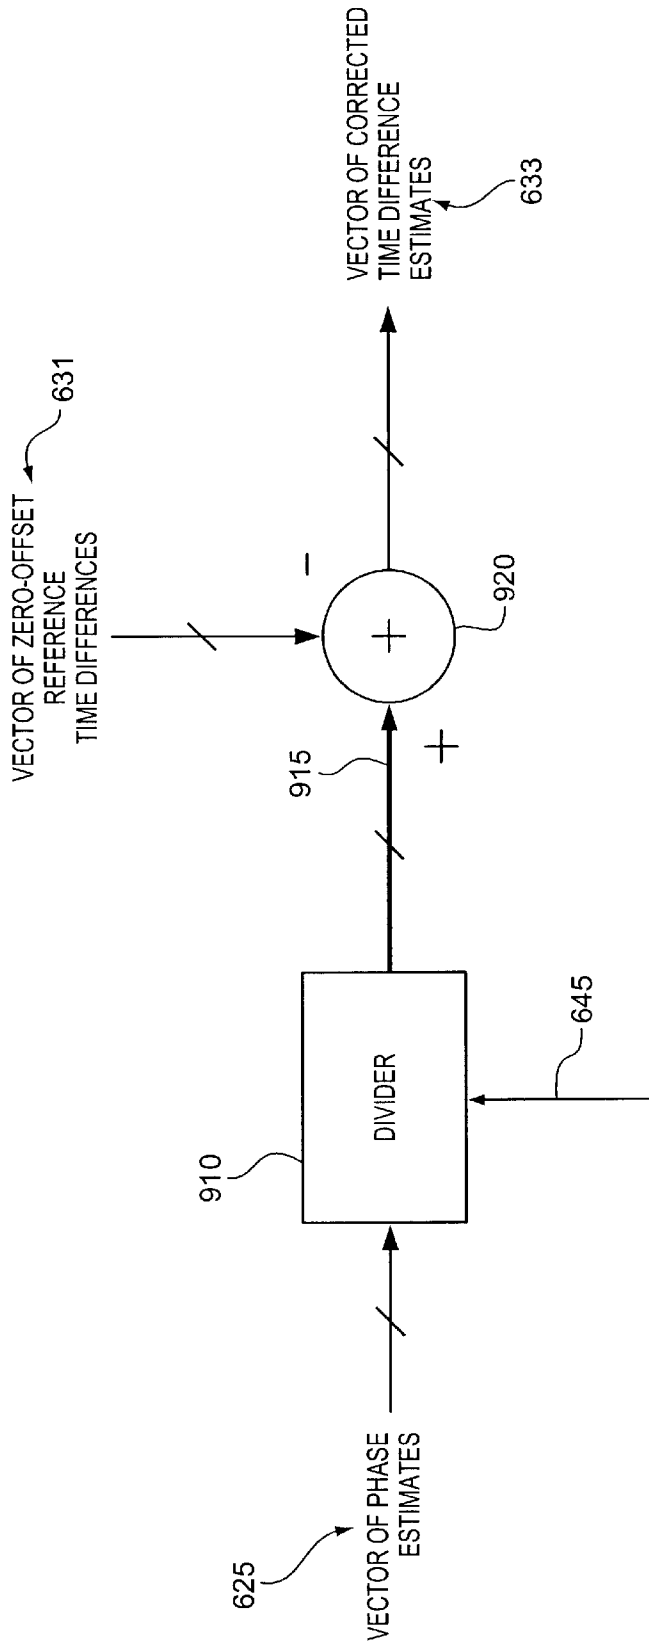 625
VECTOR OF PHASE
ESTIMATES
910
DIVIDER
645
915
+
VECTOR OF ZERO-OFFSET
REFERENCE
TIME DIFFERENCES
631
-
+
920
VECTOR OF CORRECTED
TIME DIFFERENCE
ESTIMATES
633